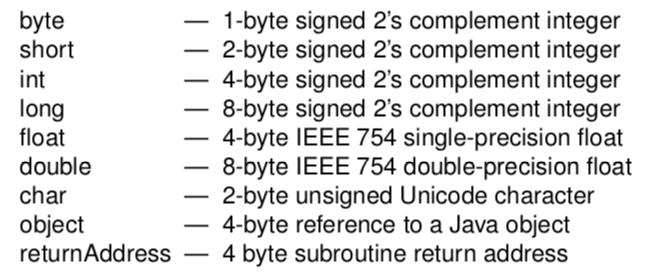 byte — 1-byte signed 2's complement integer
short — 2-byte signed 2's complement integer
int — 4-byte signed 2's complement integer
long — 8-byte signed 2's complement integer
float — 4-byte IEEE 754 single-precision float
double — 8-byte IEEE 754 double-precision float
char — 2-byte unsigned Unicode character
object — 4-byte reference to a Java object
returnAddress — 4 byte subroutine return address